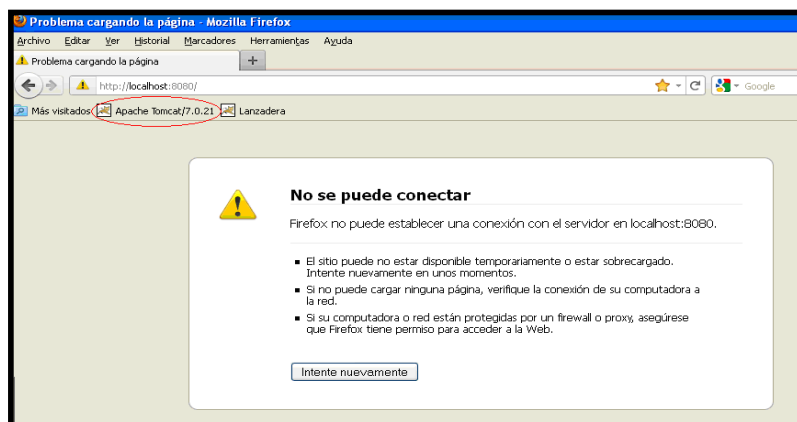 Problema cargando la página - Mozilla Firefox
Archivo Editar Ver Historial Marcadores Herramientas Ayuda
Problema cargando la página +
http://localhost:8080/ Google
Más visitados Apache Tomcat/7.0.21 Lanzadera
No se puede conectar
Firefox no puede establecer una conexión con el servidor en localhost:8080.
El sitio puede no estar disponible temporariamente o estar sobrecargado.
Intente nuevamente en unos momentos.
Si no puede cargar ninguna página, verifique la conexión de su computadora a
la red.
Si su computadora o red están protegidas por un firewall o proxy, asegúrese
que Firefox tiene permiso para acceder a la Web.
Intente nuevamente